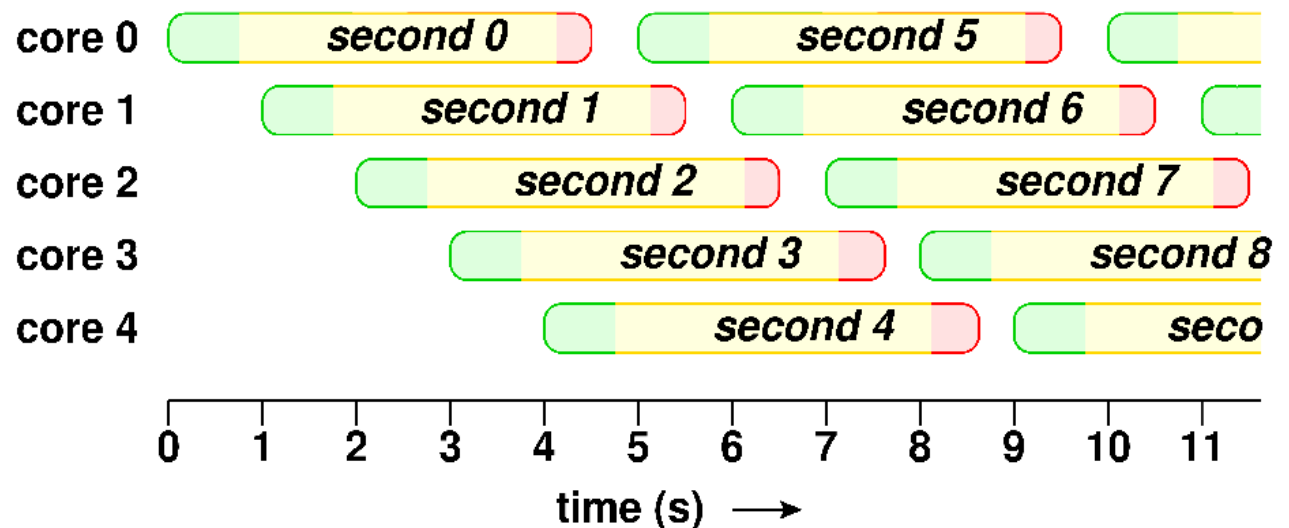 core 0 second 0 second 5
core 1 second 1 second 6
core 2 second 2 second 7
core 3 second 3 second 8
core 4 second 4 seco
0 1 2 3 4 5 6 7 8 9 10 11
time (s)